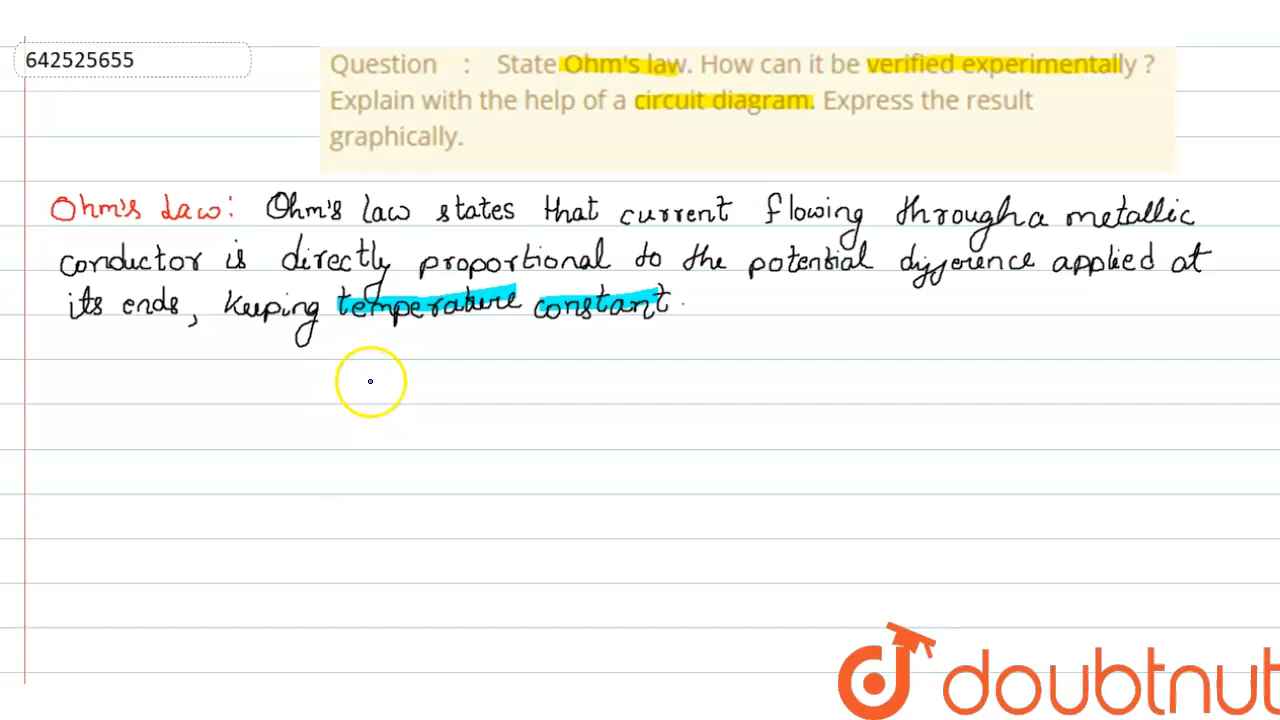 642525655
Question : State Ohm's law. How can it be verified experimentally ?
Explain with the help of a circuit diagram. Express the result
graphically.
Ohm's Law: Ohm's law states that current flowing through a metallic
conductor is directly proportional to the potential difference applied at
its ends, keeping temperature constant.
doubtnut